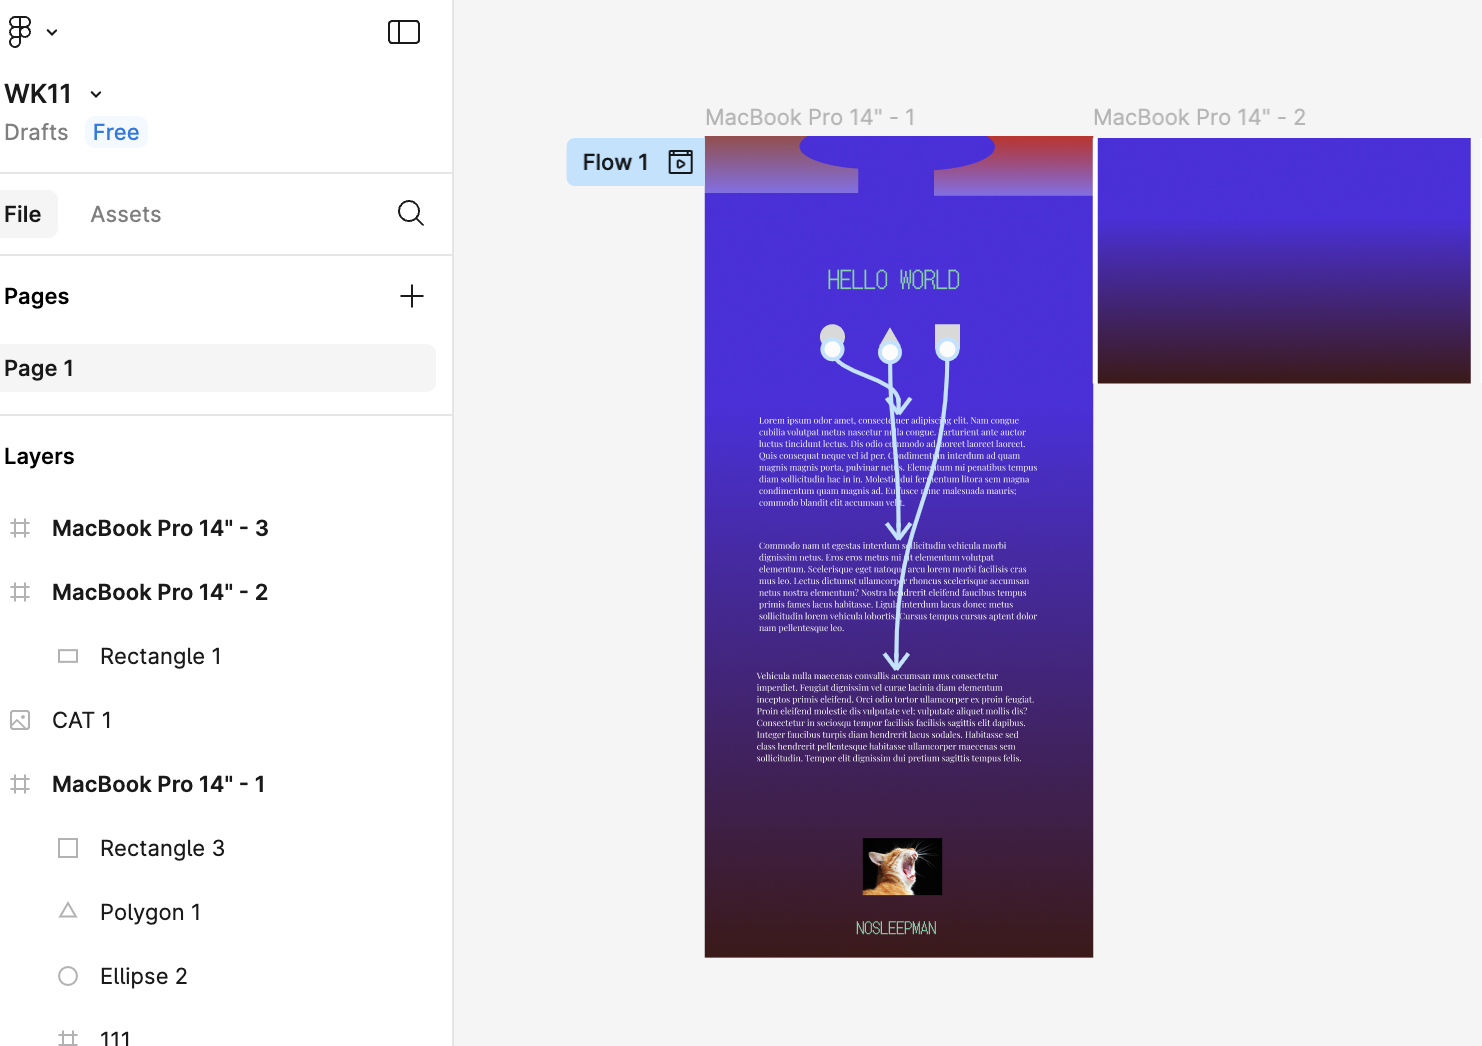 WK11
Drafts Free
File Assets
Pages
Page 1
Layers
MacBook Pro 14" - 3
MacBook Pro 14" - 2
Rectangle 1
CAT 1
MacBook Pro 14" - 1
Rectangle 3
Polygon 1
Ellipse 2
111
MacBook Pro 14" - 1
MacBook Pro 14" - 2
Flow 1
HELLO WORLD
Lorem ipsum odor amet, consectetuer adipiscing elit. Nam congue
cubilia volutpat metus nascetur nulla congue. Parturient ante auctor
luctus tincidunt lectus. Dis odio commodo ad laoreet laoreet laoreet.
Quis consequat neque vel id per. Condimentum interdum ad quam
magnis magnis porta, pulvinar netus. Elementum mi penatibus tempus
diam sollicitudin hac in in. Molestie dui fermentum litora sem magna
condimentum quam magnis ad. Eu fusce nunc malesuada mauris;
commodo blandit elit accumsan velit.
Commodo nam ut egestas interdum sollicitudin vehicula morbi
dignissim netus. Eros eros metus mi sit elementum volutpat
elementum. Scelerisque eget natoque arcu lorem morbi facilisis cras
mus leo. Lectus dictumst ullamcorper rhoncus scelerisque accumsan
netus nostra elementum? Nostra hendrerit eleifend faucibus tempus
primis fames lacus habitasse. Ligula interdum lacus donec metus
sollicitudin lorem vehicula lobortis. Cursus tempus cursus aptent dolor
nam pellentesque leo.
Vehicula nulla maecenas convallis accumsan mus consectetur
imperdiet. Feugiat dignissim vel curae lacinia diam elementum
inceptos primis eleifend. Orci odio tortor ullamcorper ex proin feugiat.
Proin eleifend molestie dis vulputate vel; vulputate aliquet mollis dis?
Consectetur in sociosqu tempor facilisis facilisis sagittis elit dapibus.
Integer faucibus turpis diam hendrerit lacus sodales. Habitasse sed
class hendrerit pellentesque habitasse ullamcorper maecenas sem
sollicitudin. Tempor elit dignissim dui pretium sagittis tempus felis.
NOSLEEPMAN